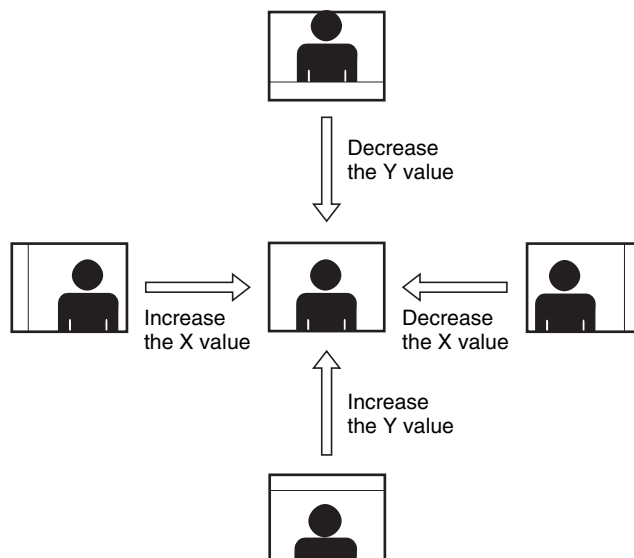 Decrease
the Y value
Increase
the X value
Decrease
the X value
Increase
the Y value